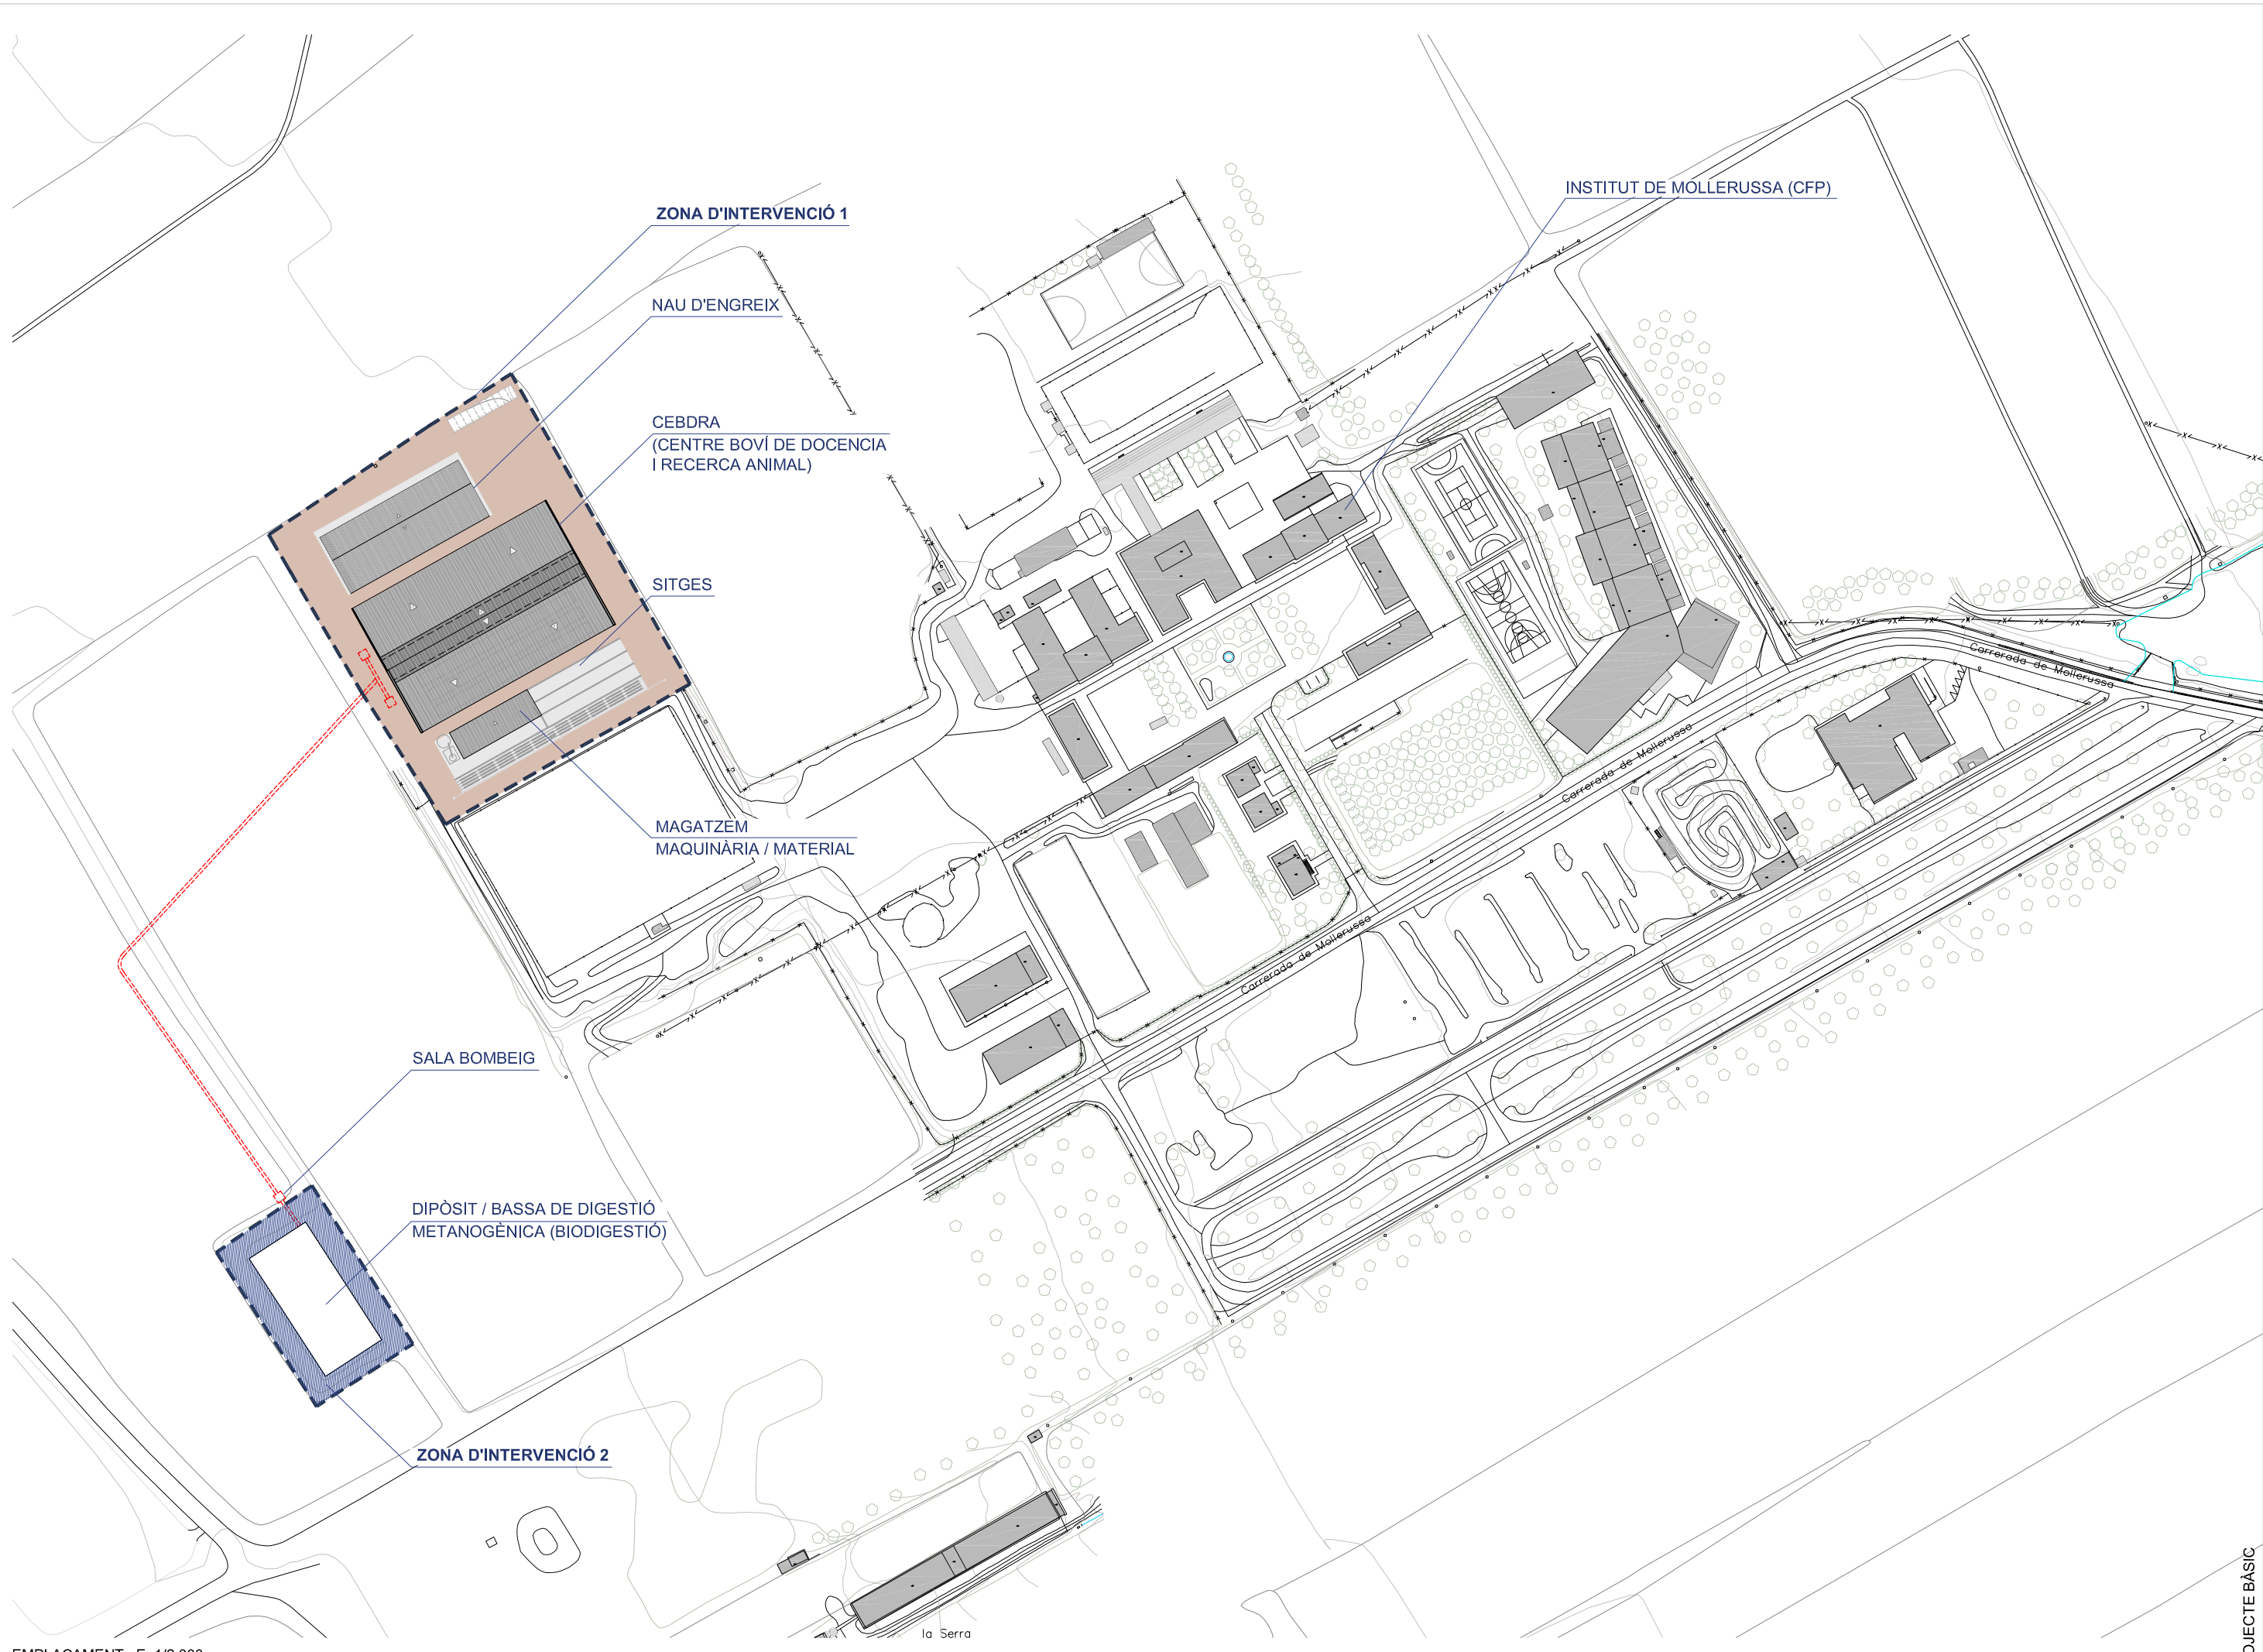 INSTITUT DE MOLLERUSSA (CFP)
ZONA D'INTERVENCIÓ 1
NAU D'ENGREIX
CEBDRA
(CENTRE BOVÍ DE DOCENCIA
I RECERCA ANIMAL)
SITGES
Carrerada de Mollerussa
Carrerada de Mollerussa
MAGATZEM
MAQUINÀRIA / MATERIAL
Carrerada de Mollerussa
SALA BOMBEIG
DIPÒSIT / BASSA DE DIGESTIÓ
METANOGÈNICA (BIODIGESTIÓ)
ZONA D'INTERVENCIÓ 2
la Serra